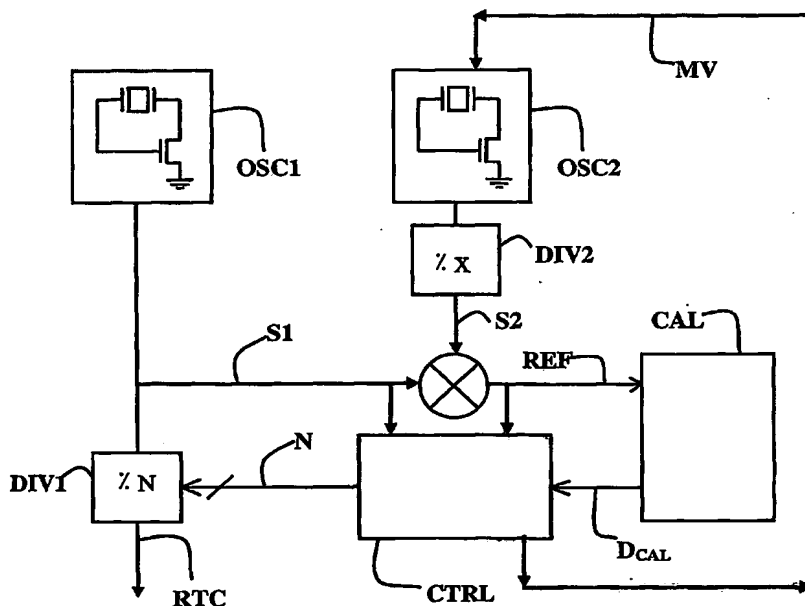 MV
OSC1
OSC2
% X
DIV2
S2
CAL
S1
REF
N
DIV1
% N
DCAL
RTC
CTRL